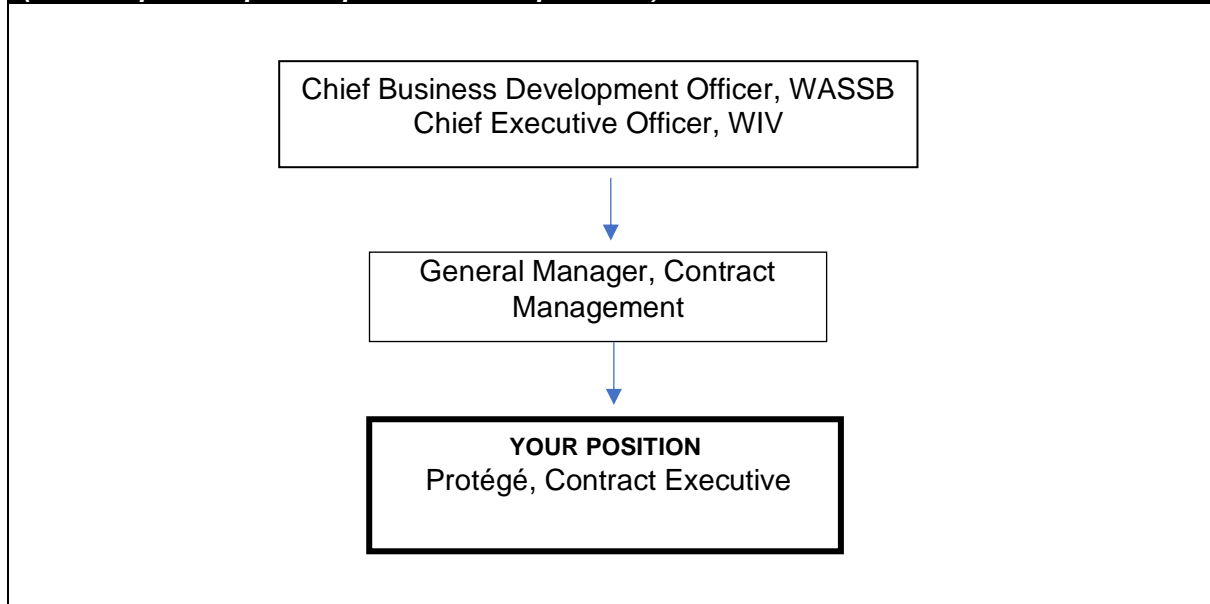 Chief Business Development Officer, WASSB
Chief Executive Officer, WIV
General Manager, Contract
Management
YOUR POSITION
Protégé, Contract Executive